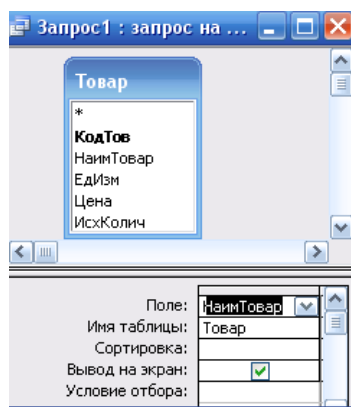 Запрос1 : запрос на ...
Товар
*
КодТов
НаимТовар
ЕдИзм
Цена
ИсхКолич
Поле: НаимТовар
Имя таблицы: Товар
Сортировка:
Вывод на экран:
Условие отбора: